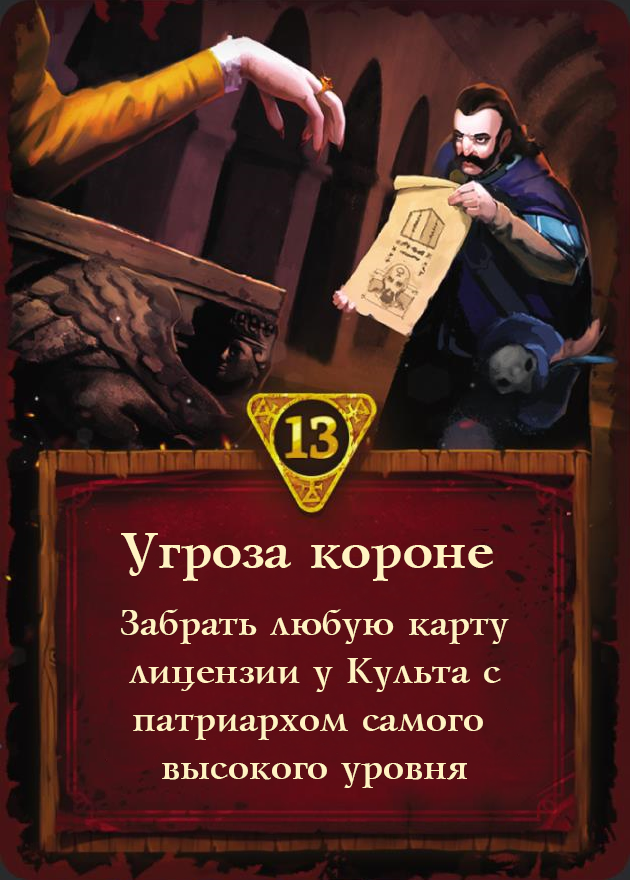 13
Угроза короне
Забрать любую карту
лицензии у Культа с
патриархом самого
высокого уровня